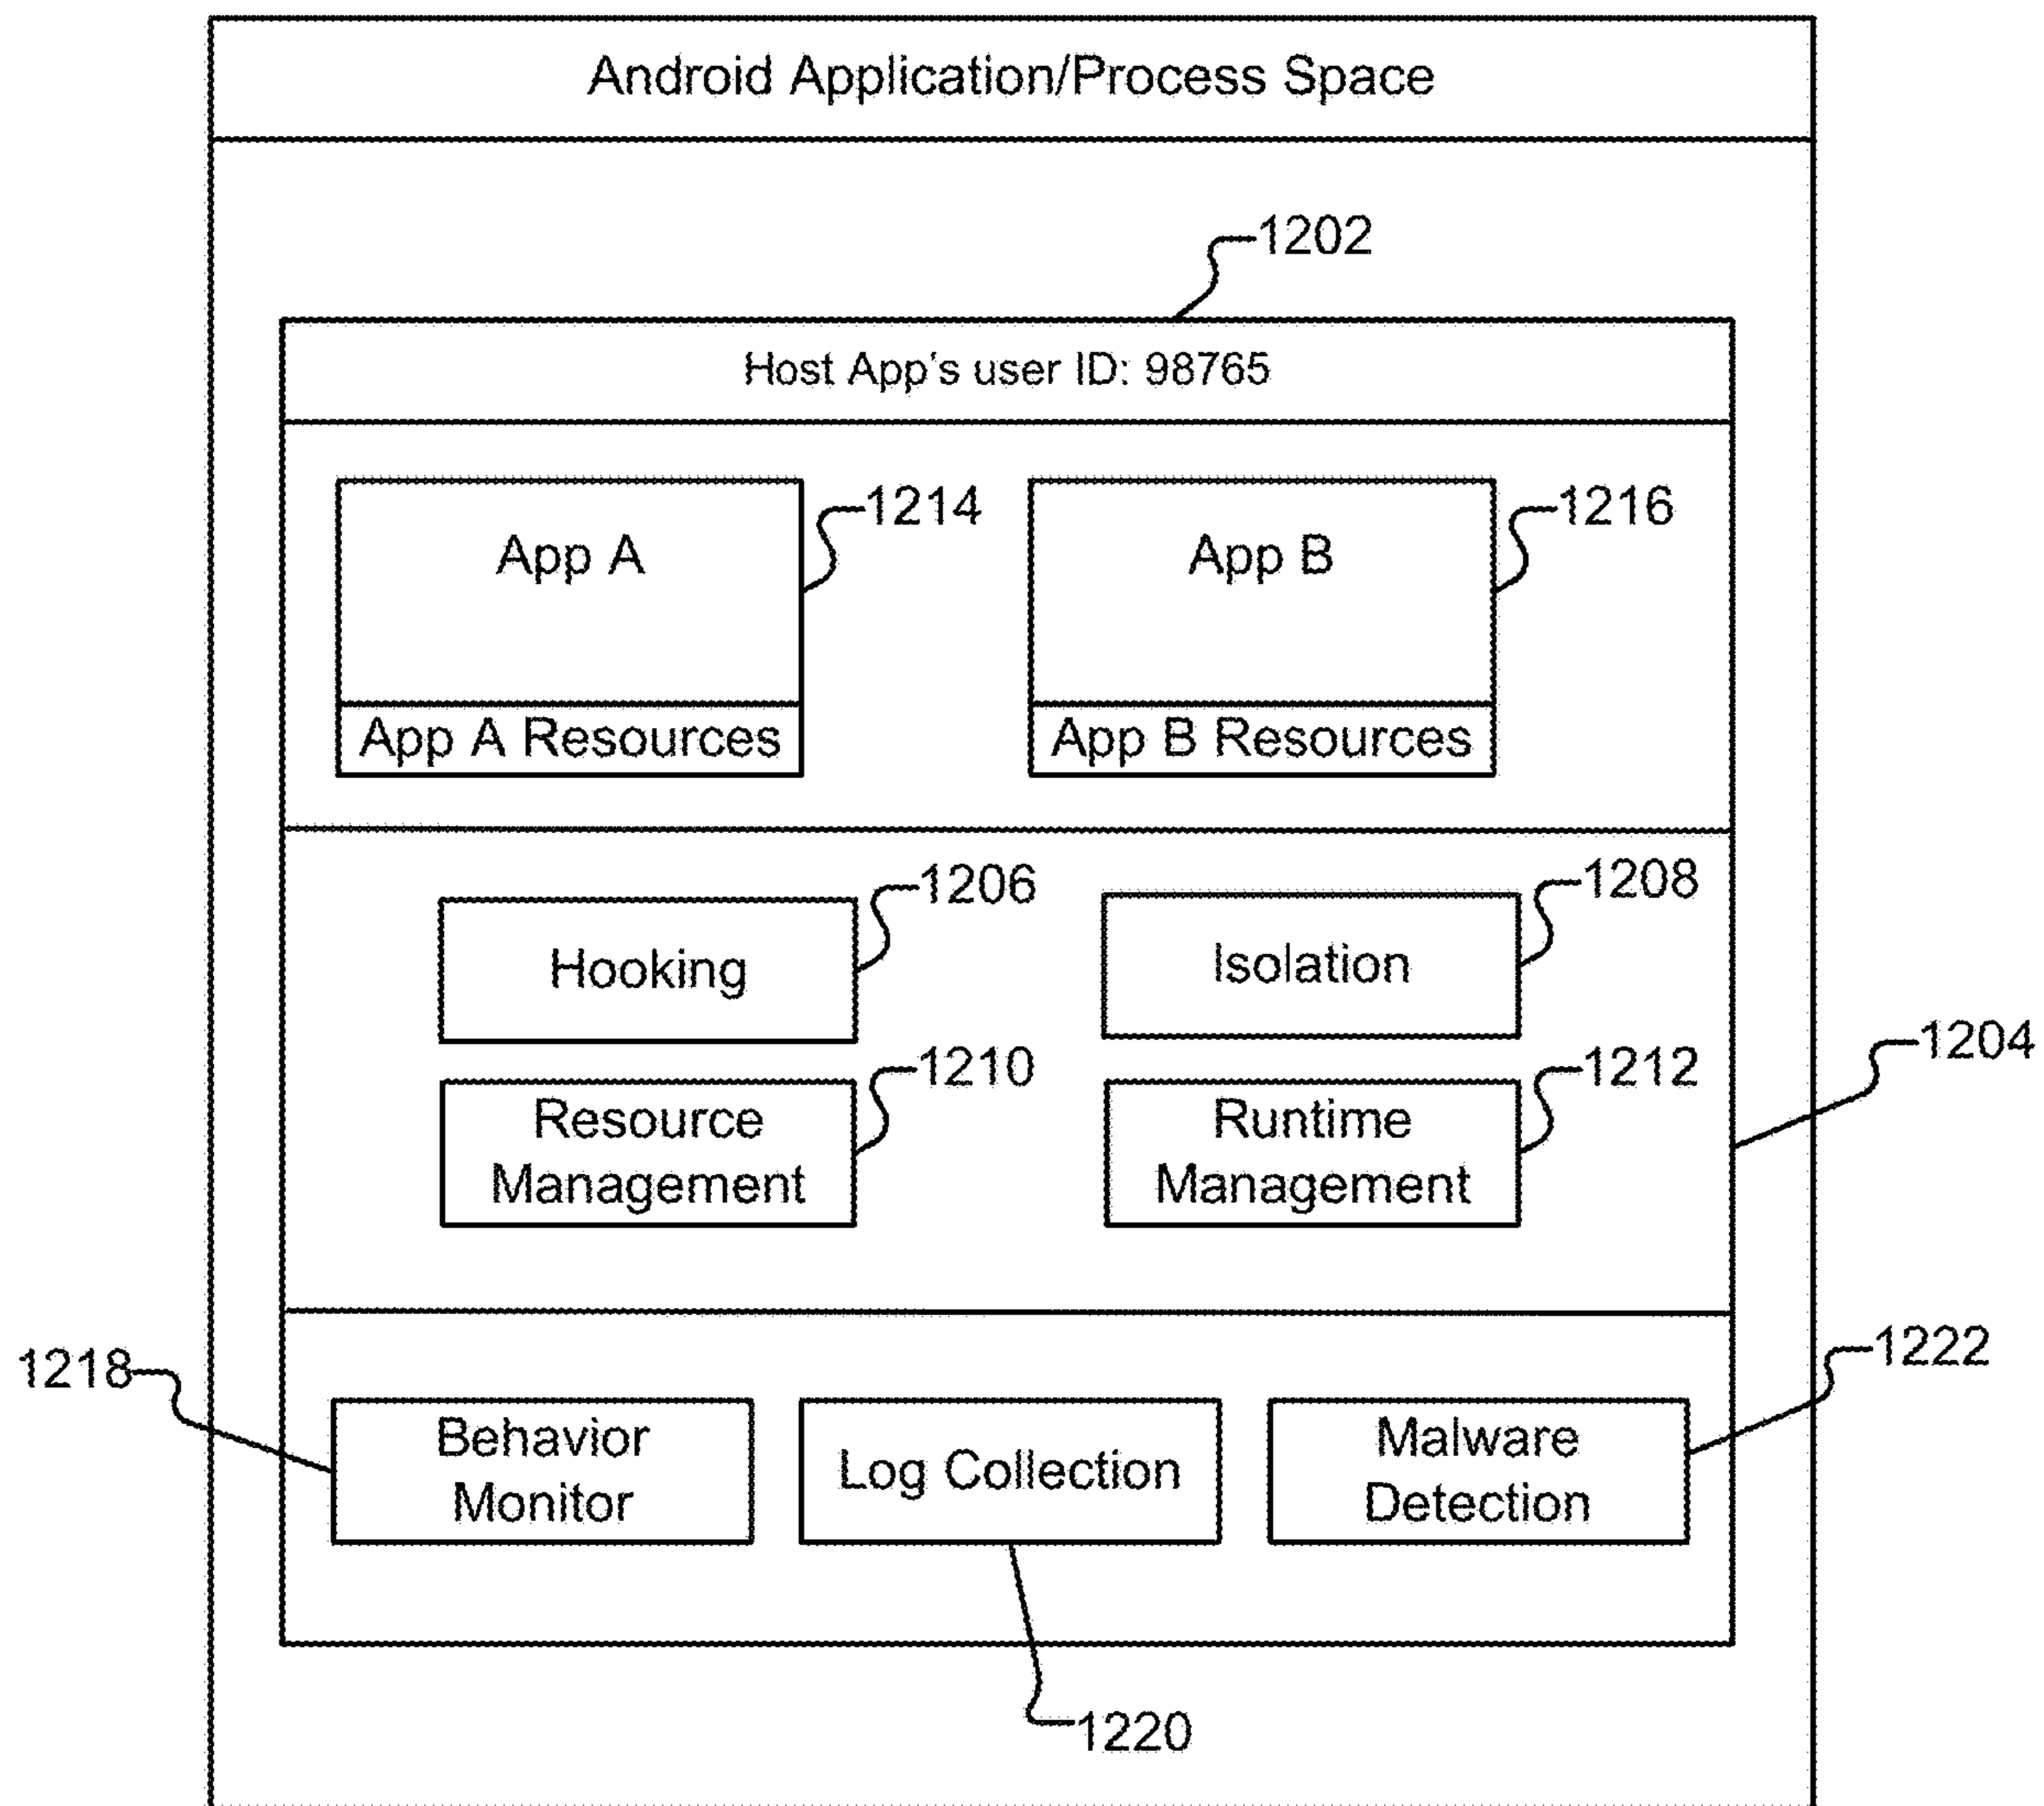 Android Application/Process Space
1202
Host App's user ID: 98765
App A
1214
App B
1216
App A Resources
App B Resources
1206
Hooking
1208
Isolation
1204
1210
Resource
Management
1212
Runtime
Management
1218
Behavior
Monitor
Log Collection
1222
Malware
Detection
1220